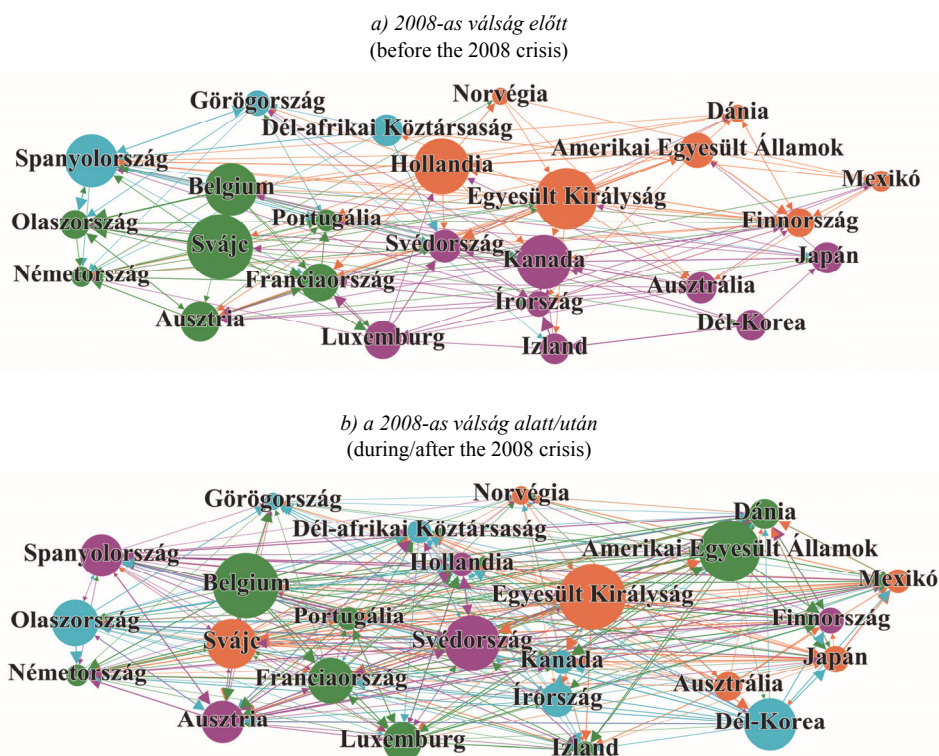 a) 2008-as válság előtt
(before the 2008 crisis)
Görögország
Norvégia
Dánia
Dél-afrikai Köztársaság
Spanyolország
Hollandia
Amerikai Egyesült Államok
Belgium
Egyesült Királyság
Mexikó
Olaszország
Portugália
Finnország
Svájc
Svédország
Kanada
Japán
Németország
Franciaország
Írország
Ausztrália
Ausztria
Luxemburg
Izland
Dél-Korea
b) a 2008-as válság alatt/után
(during/after the 2008 crisis)
Görögország
Norvégia
Dánia
Dél-afrikai Köztársaság
Spanyolország
Hollandia
Amerikai Egyesült Államok
Belgium
Egyesült Királyság
Mexikó
Olaszország
Portugália
Finnország
Svájc
Svédország
Kanada
Japán
Németország
Franciaország
Írország
Ausztrália
Ausztria
Luxemburg
Izland
Dél-Korea